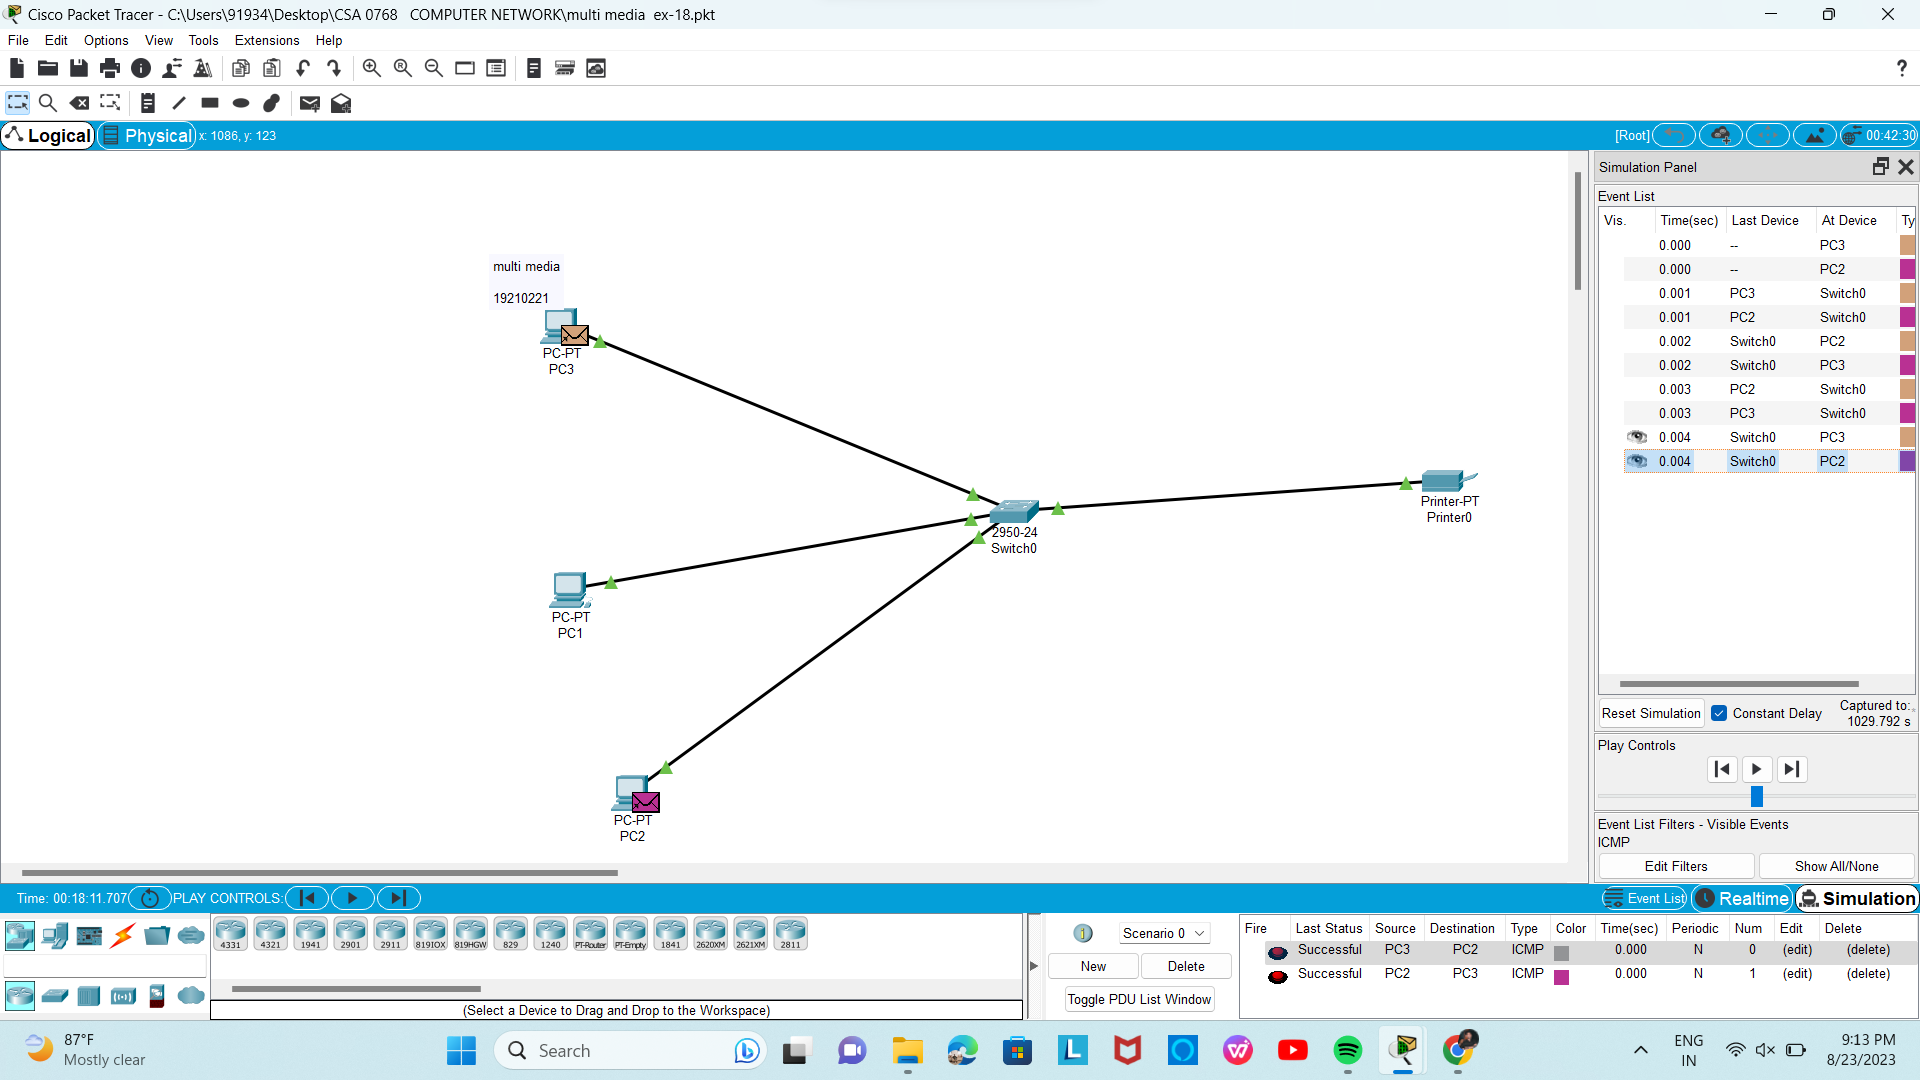 Cisco Packet Tracer - C:\Users\91934\Desktop\CSA 0768   COMPUTER NETWORK\multi media  ex-18.pkt
File Edit Options View Tools Extensions Help
?
Logical Physical x: 1086, y: 123 [Root] 00:42:30
Simulation Panel
Event List
Vis. Time(sec) Last Device At Device Ty
0.000 -- PC3
0.000 -- PC2
0.001 PC3 Switch0
0.001 PC2 Switch0
0.002 Switch0 PC2
0.002 Switch0 PC3
0.003 PC2 Switch0
0.003 PC3 Switch0
0.004 Switch0 PC3
0.004 Switch0 PC2
multi media
19210221
PC-PT
PC3
2950-24
Switch0
Printer-PT
Printer0
PC-PT
PC1
PC-PT
PC2
Reset Simulation Constant Delay Captured to:
1029.792 s
Play Controls
Event List Filters - Visible Events
ICMP
Edit Filters Show All/None
Time: 00:18:11.707 PLAY CONTROLS: Event List Realtime Simulation
4331 4321 1941 2901 2911 819IOX 819HGW 829 1240 PT-Router PT-Empty 1841 2620XM 2621XM 2811
(Select a Device to Drag and Drop to the Workspace)
Scenario 0
New Delete
Toggle PDU List Window
Fire Last Status Source Destination Type Color Time(sec) Periodic Num Edit Delete
Successful PC3 PC2 ICMP 0.000 N 0 (edit) (delete)
Successful PC2 PC3 ICMP 0.000 N 1 (edit) (delete)
87°F
Mostly clear
Search
ENG
IN
9:13 PM
8/23/2023